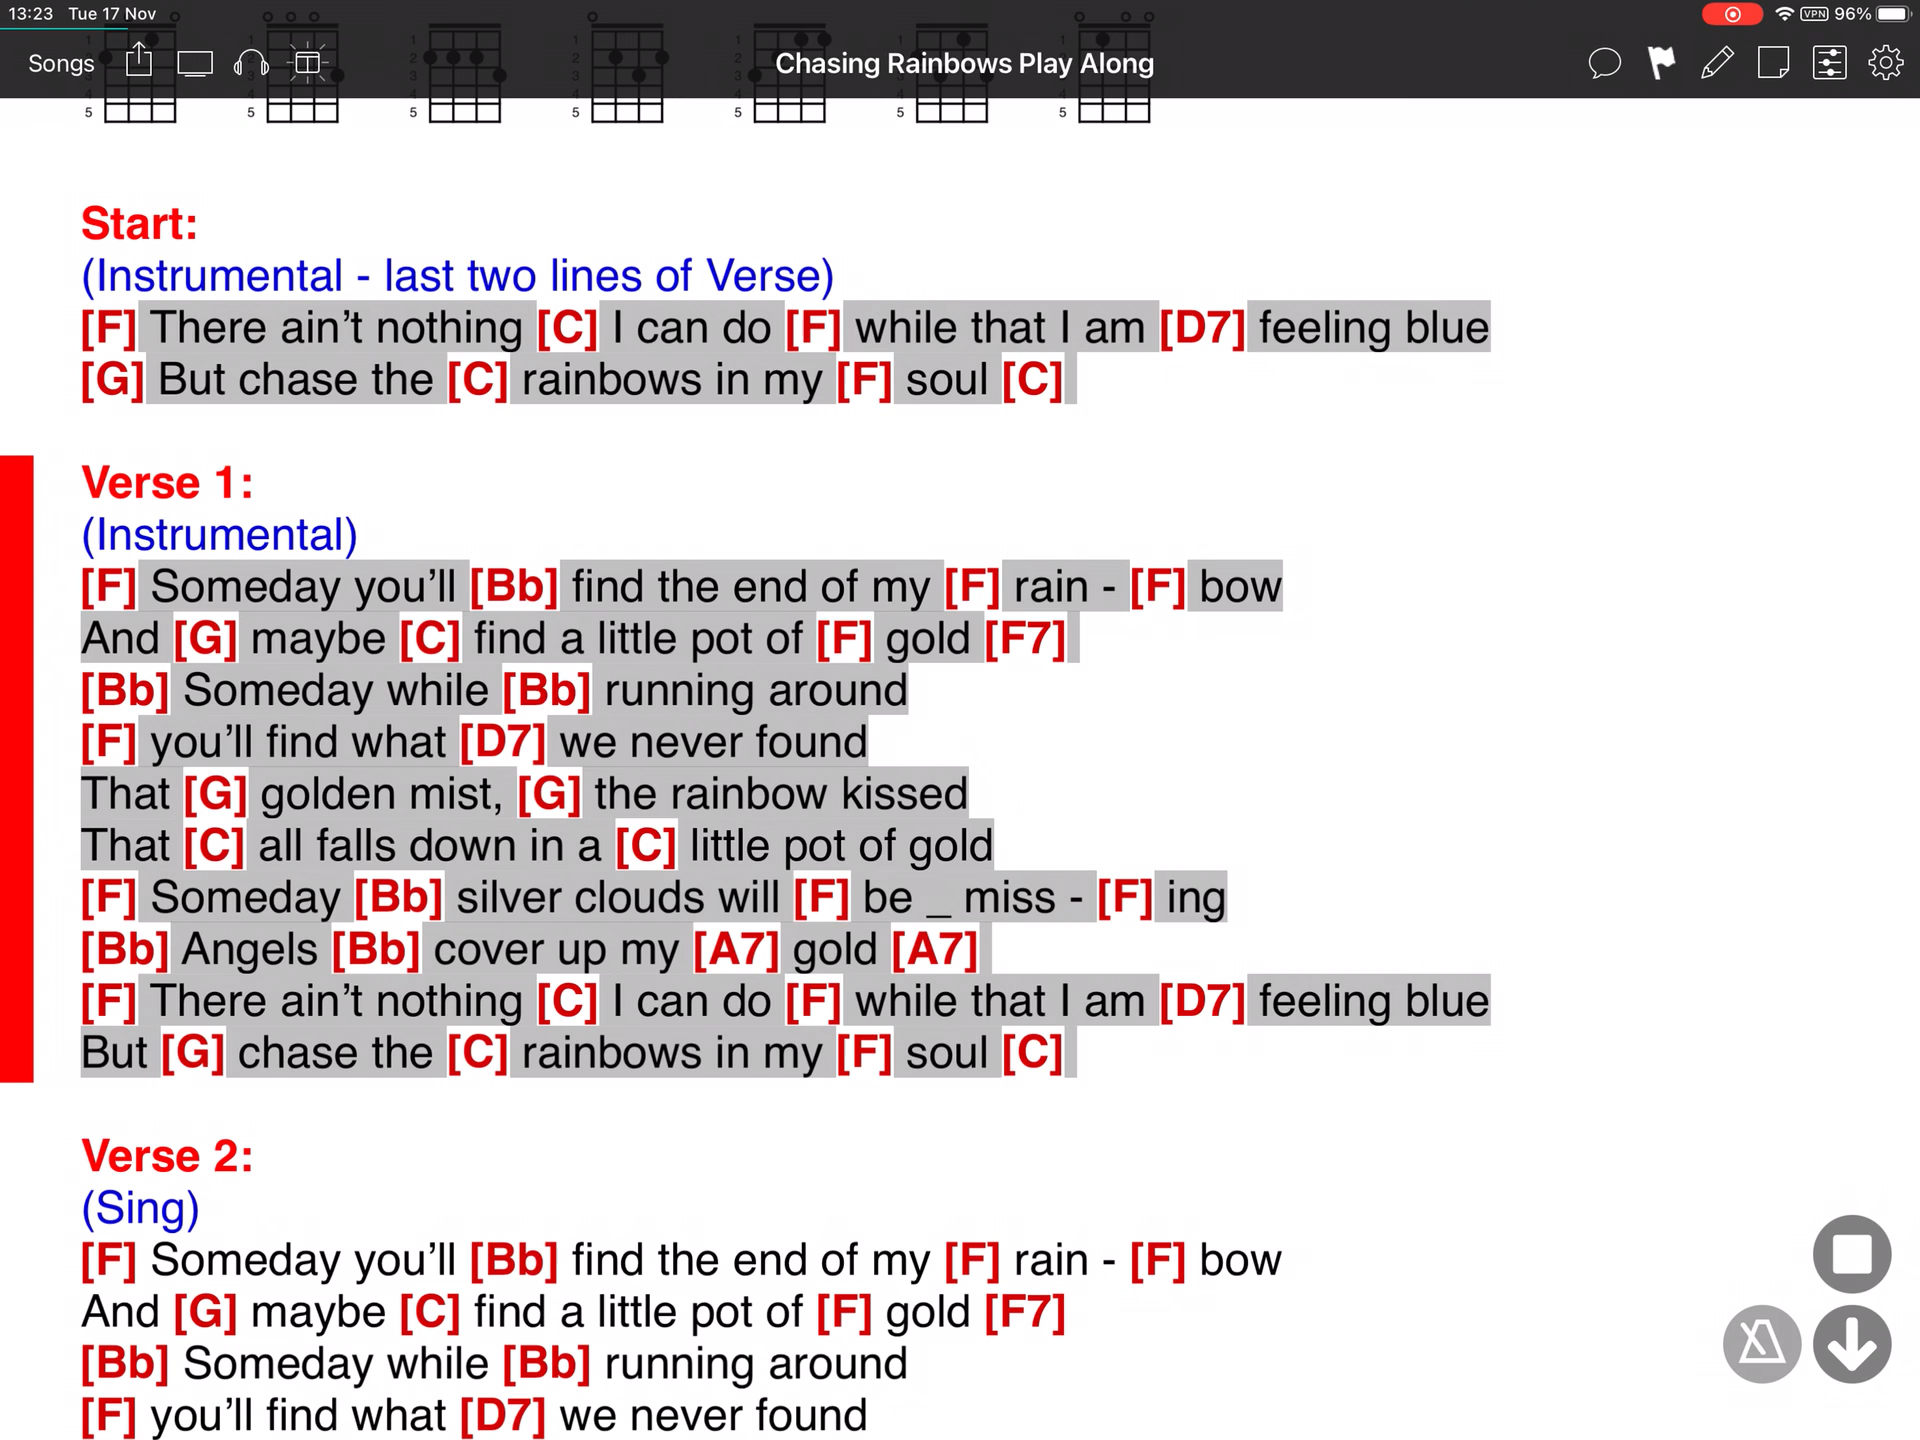 13:23 Tue 17 Nov VPN 96%
Songs Chasing Rainbows Play Along
5 5 5 5 5 5 5
Start:
(Instrumental - last two lines of Verse)
[F] There ain’t nothing [C] I can do [F] while that I am [D7] feeling blue
[G] But chase the [C] rainbows in my [F] soul [C]
Verse 1:
(Instrumental)
[F] Someday you’ll [Bb] find the end of my [F] rain - [F] bow
And [G] maybe [C] find a little pot of [F] gold [F7]
[Bb] Someday while [Bb] running around
[F] you’ll find what [D7] we never found
That [G] golden mist, [G] the rainbow kissed
That [C] all falls down in a [C] little pot of gold
[F] Someday [Bb] silver clouds will [F] be _ miss - [F] ing
[Bb] Angels [Bb] cover up my [A7] gold [A7]
[F] There ain’t nothing [C] I can do [F] while that I am [D7] feeling blue
But [G] chase the [C] rainbows in my [F] soul [C]
Verse 2:
(Sing)
[F] Someday you’ll [Bb] find the end of my [F] rain - [F] bow
And [G] maybe [C] find a little pot of [F] gold [F7]
[Bb] Someday while [Bb] running around
[F] you’ll find what [D7] we never found